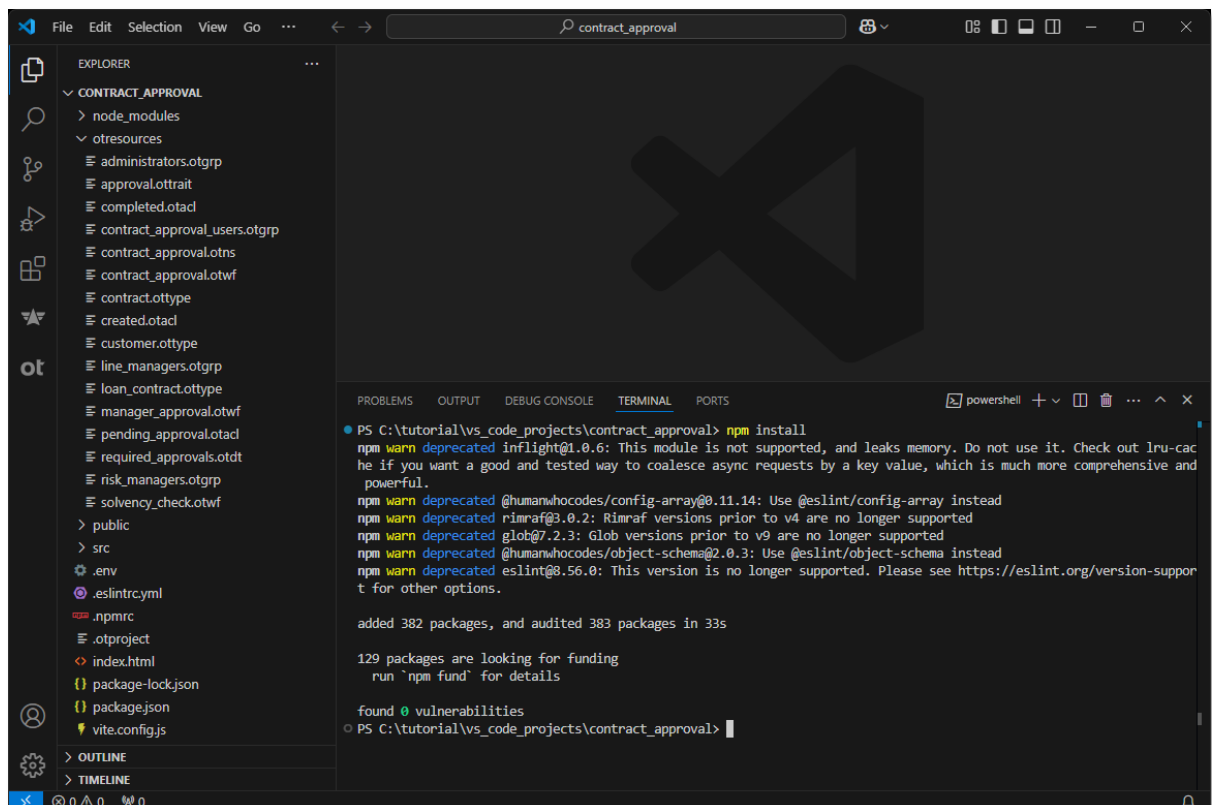 File Edit Selection View Go ··· contract_approval
EXPLORER ···
CONTRACT_APPROVAL
node_modules
otresources
administrators.otgrp
approval.ottrait
completed.otacl
contract_approval_users.otgrp
contract_approval.otns
contract_approval.otwf
contract.ottype
created.otacl
customer.ottype
line_managers.otgrp
loan_contract.ottype
manager_approval.otwf
pending_approval.otacl
required_approvals.otdt
risk_managers.otgrp
solvency_check.otwf
public
src
.env
.eslintrc.yml
npm .npmrc
.otproject
index.html
{} package-lock.json
{} package.json
vite.config.js
OUTLINE
TIMELINE
ot
0 0 0
PROBLEMS OUTPUT DEBUG CONSOLE TERMINAL PORTS powershell
PS C:\tutorial\vs_code_projects\contract_approval> npm install
npm warn deprecated inflight@1.0.6: This module is not supported, and leaks memory. Do not use it. Check out lru-cac
he if you want a good and tested way to coalesce async requests by a key value, which is much more comprehensive and
powerful.
npm warn deprecated @humanwhocodes/config-array@0.11.14: Use @eslint/config-array instead
npm warn deprecated rimraf@3.0.2: Rimraf versions prior to v4 are no longer supported
npm warn deprecated glob@7.2.3: Glob versions prior to v9 are no longer supported
npm warn deprecated @humanwhocodes/object-schema@2.0.3: Use @eslint/object-schema instead
npm warn deprecated eslint@8.56.0: This version is no longer supported. Please see https://eslint.org/version-suppor
t for other options.
added 382 packages, and audited 383 packages in 33s
129 packages are looking for funding
run `npm fund` for details
found 0 vulnerabilities
PS C:\tutorial\vs_code_projects\contract_approval>